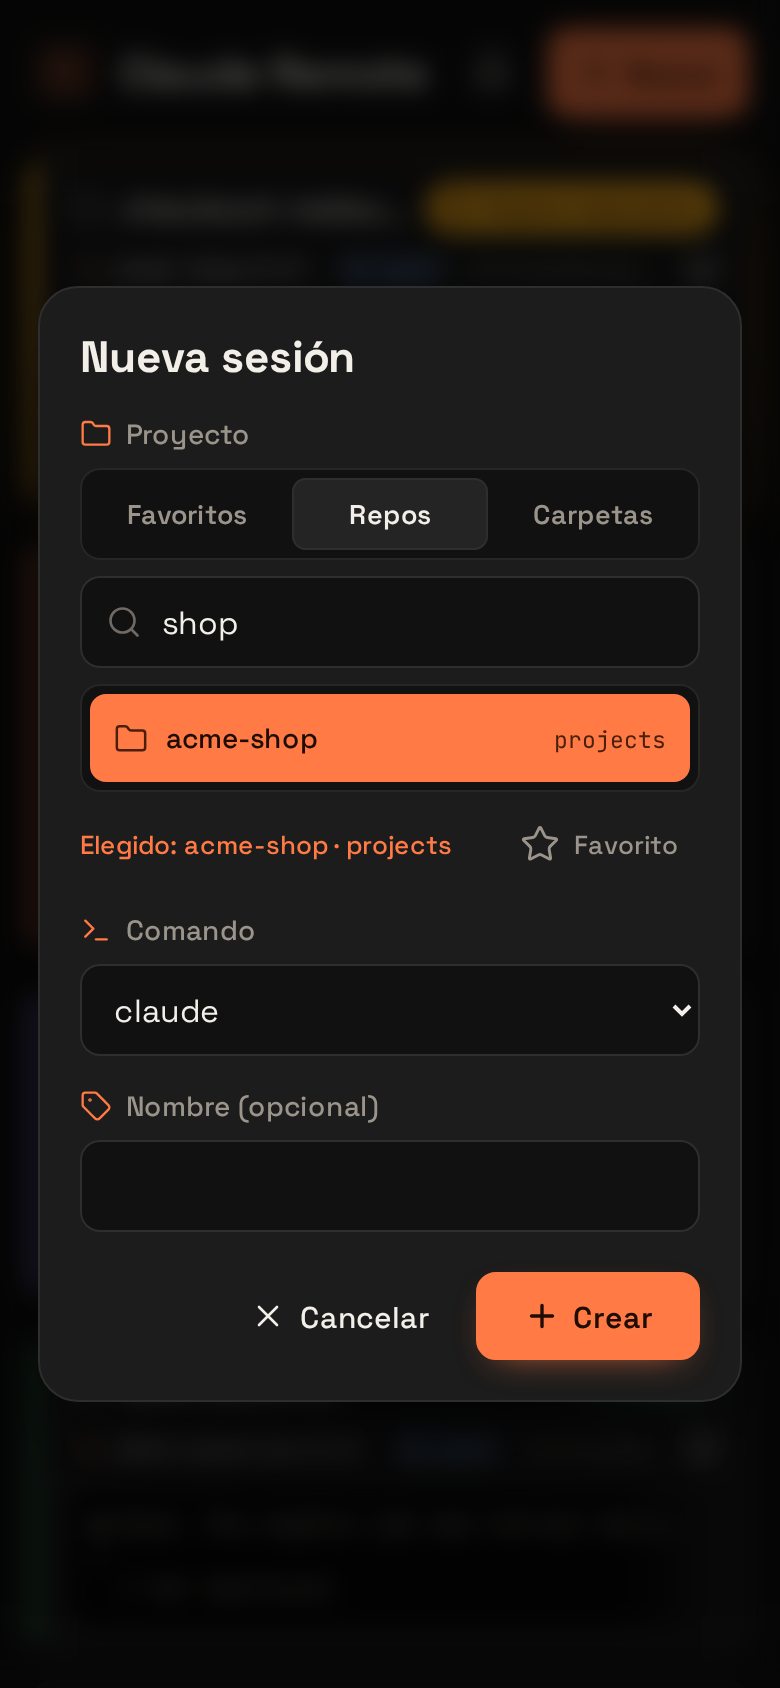 Nueva sesión
Proyecto
Favoritos Repos Carpetas
shop
acme-shop projects
Elegido: acme-shop · projects Favorito
Comando
claude
Nombre (opcional)
Cancelar Crear